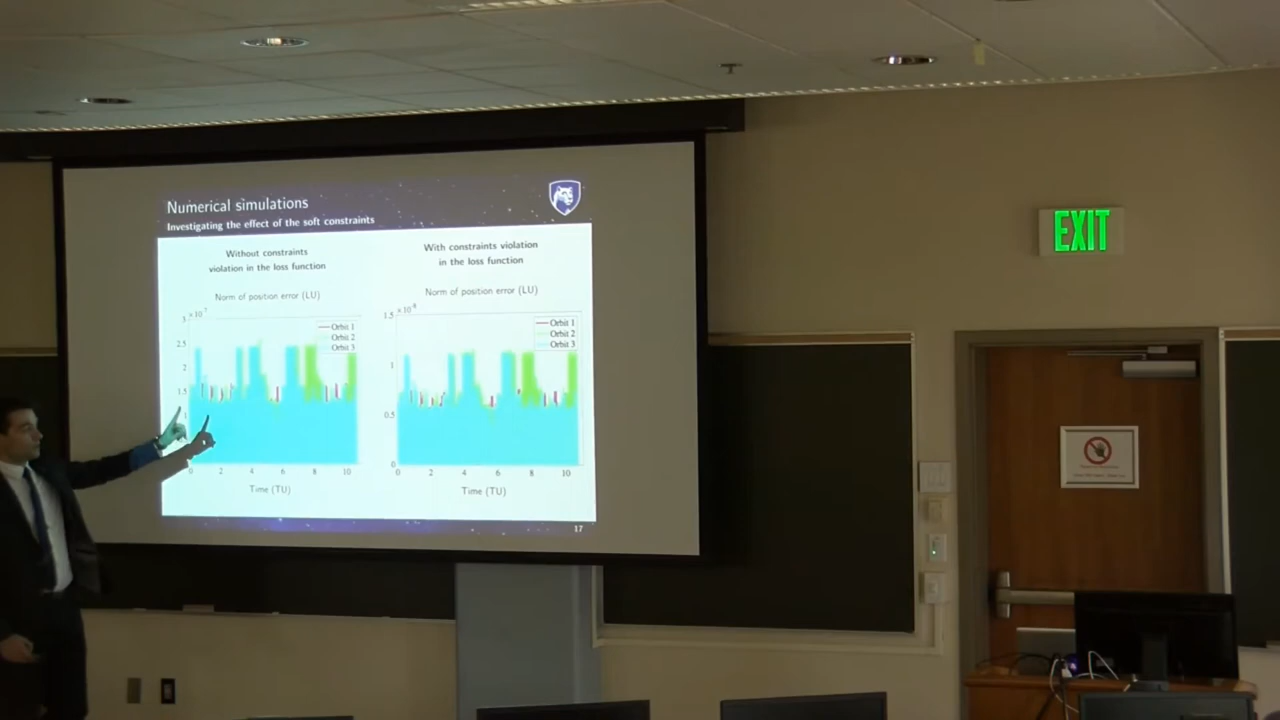 Numerical simulations
Investigating the effect of the soft constraints
Without constraints
violation in the loss function
Norm of position error (LU)
3
2.5
2
1.5
1
Orbit 1
Orbit 2
Orbit 3
0 2 4 6 8 10
Time (TU)
With constraints violation
in the loss function
Norm of position error (LU)
1.5
1
0.5
0
Orbit 1
Orbit 2
Orbit 3
0 2 4 6 8 10
Time (TU)
17
EXIT